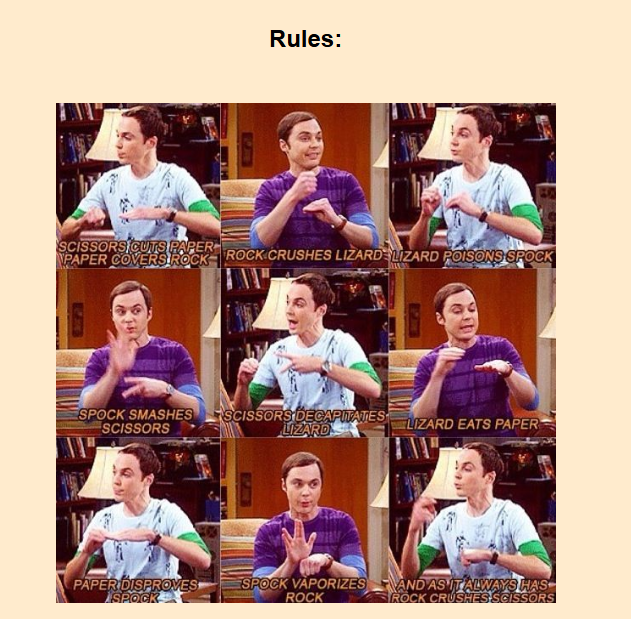 Rules:
SCISSORS CUTS PAPER
PAPER COVERS ROCK
ROCK CRUSHES LIZARD
LIZARD POISONS SPOCK
SPOCK SMASHES
SCISSORS
SCISSORS DECAPITATES
LIZARD
LIZARD EATS PAPER
PAPER DISPROVES
SPOCK
SPOCK VAPORIZES
ROCK
AND AS IT ALWAYS HAS
ROCK CRUSHES SCISSORS